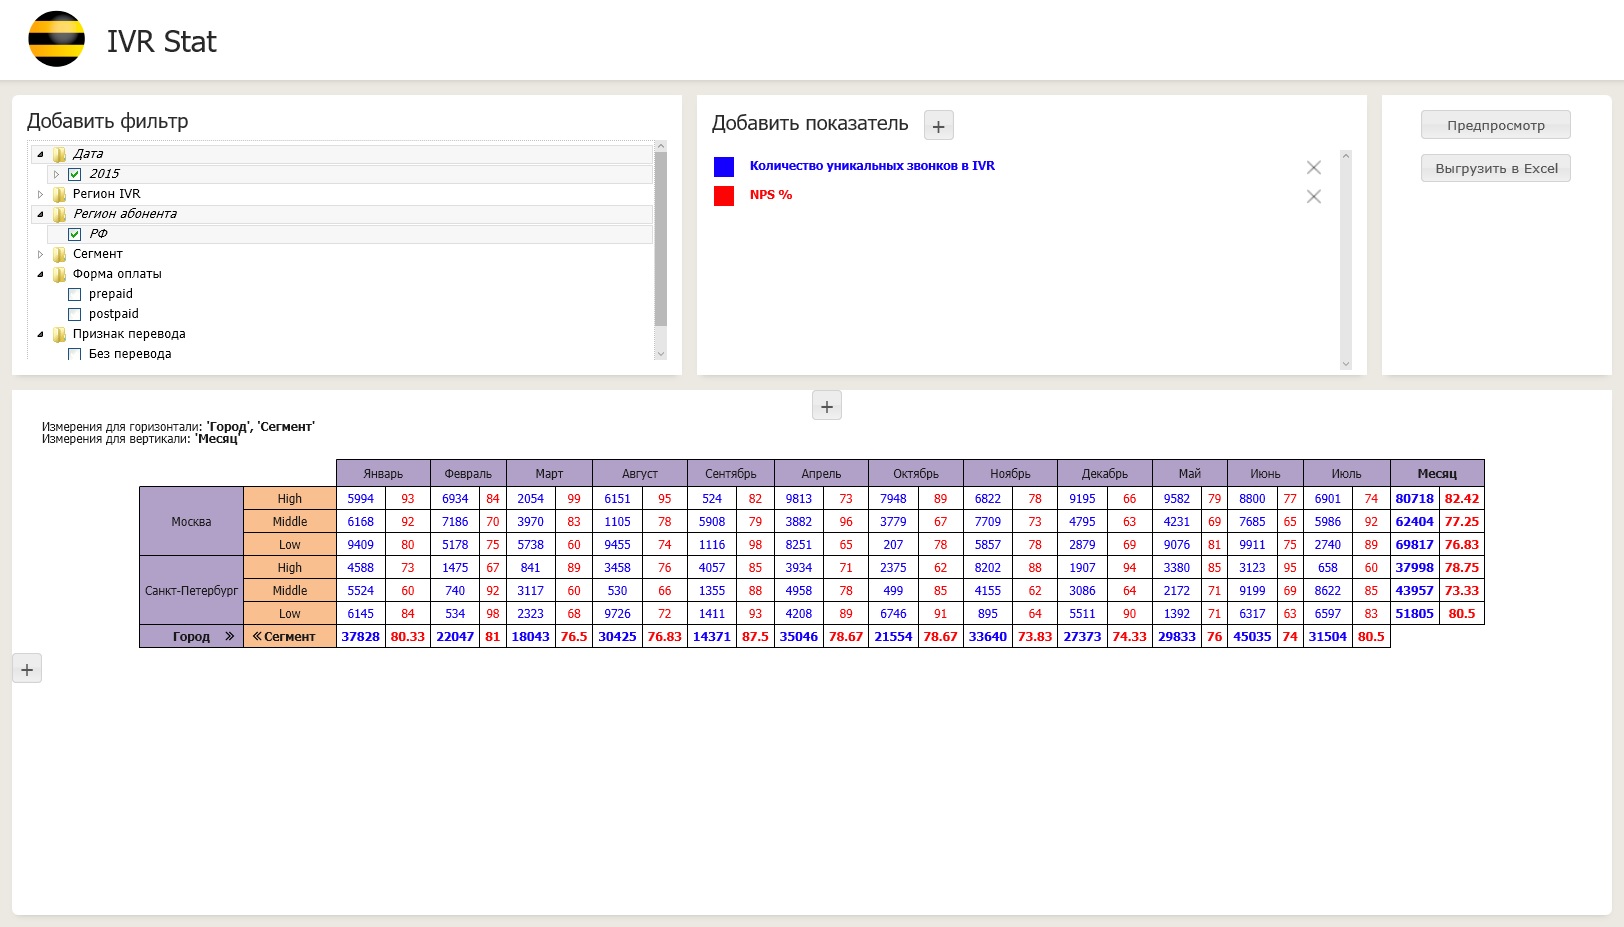 IVR Stat
Добавить фильтр
Дата
2015
Регион IVR
Регион абонента
РФ
Сегмент
Форма оплаты
prepaid
postpaid
Признак перевода
Без перевода
Добавить показатель +
Количество уникальных звонков в IVR
NPS %
Предпросмотр
Выгрузить в Excel
+
Измерения для горизонтали: 'Город', 'Сегмент'
Измерения для вертикали: 'Месяц'
Январь Февраль Март Август Сентябрь Апрель Октябрь Ноябрь Декабрь Май Июнь Июль Месяц
Москва
High 5994 93 6934 84 2054 99 6151 95 524 82 9813 73 7948 89 6822 78 9195 66 9582 79 8800 77 6901 74 80718 82.42
Middle 6168 92 7186 70 3970 83 1105 78 5908 79 3882 96 3779 67 7709 73 4795 63 4231 69 7685 65 5986 92 62404 77.25
Low 9409 80 5178 75 5738 60 9455 74 1116 98 8251 65 207 78 5857 78 2879 69 9076 81 9911 75 2740 89 69817 76.83
Санкт-Петербург
High 4588 73 1475 67 841 89 3458 76 4057 85 3934 71 2375 62 8202 88 1907 94 3380 85 3123 95 658 60 37998 78.75
Middle 5524 60 740 92 3117 60 530 66 1355 88 4958 78 499 85 4155 62 3086 64 2172 71 9199 69 8622 85 43957 73.33
Low 6145 84 534 98 2323 68 9726 72 1411 93 4208 89 6746 91 895 64 5511 90 1392 71 6317 63 6597 83 51805 80.5
Город » « Сегмент 37828 80.33 22047 81 18043 76.5 30425 76.83 14371 87.5 35046 78.67 21554 78.67 33640 73.83 27373 74.33 29833 76 45035 74 31504 80.5
+